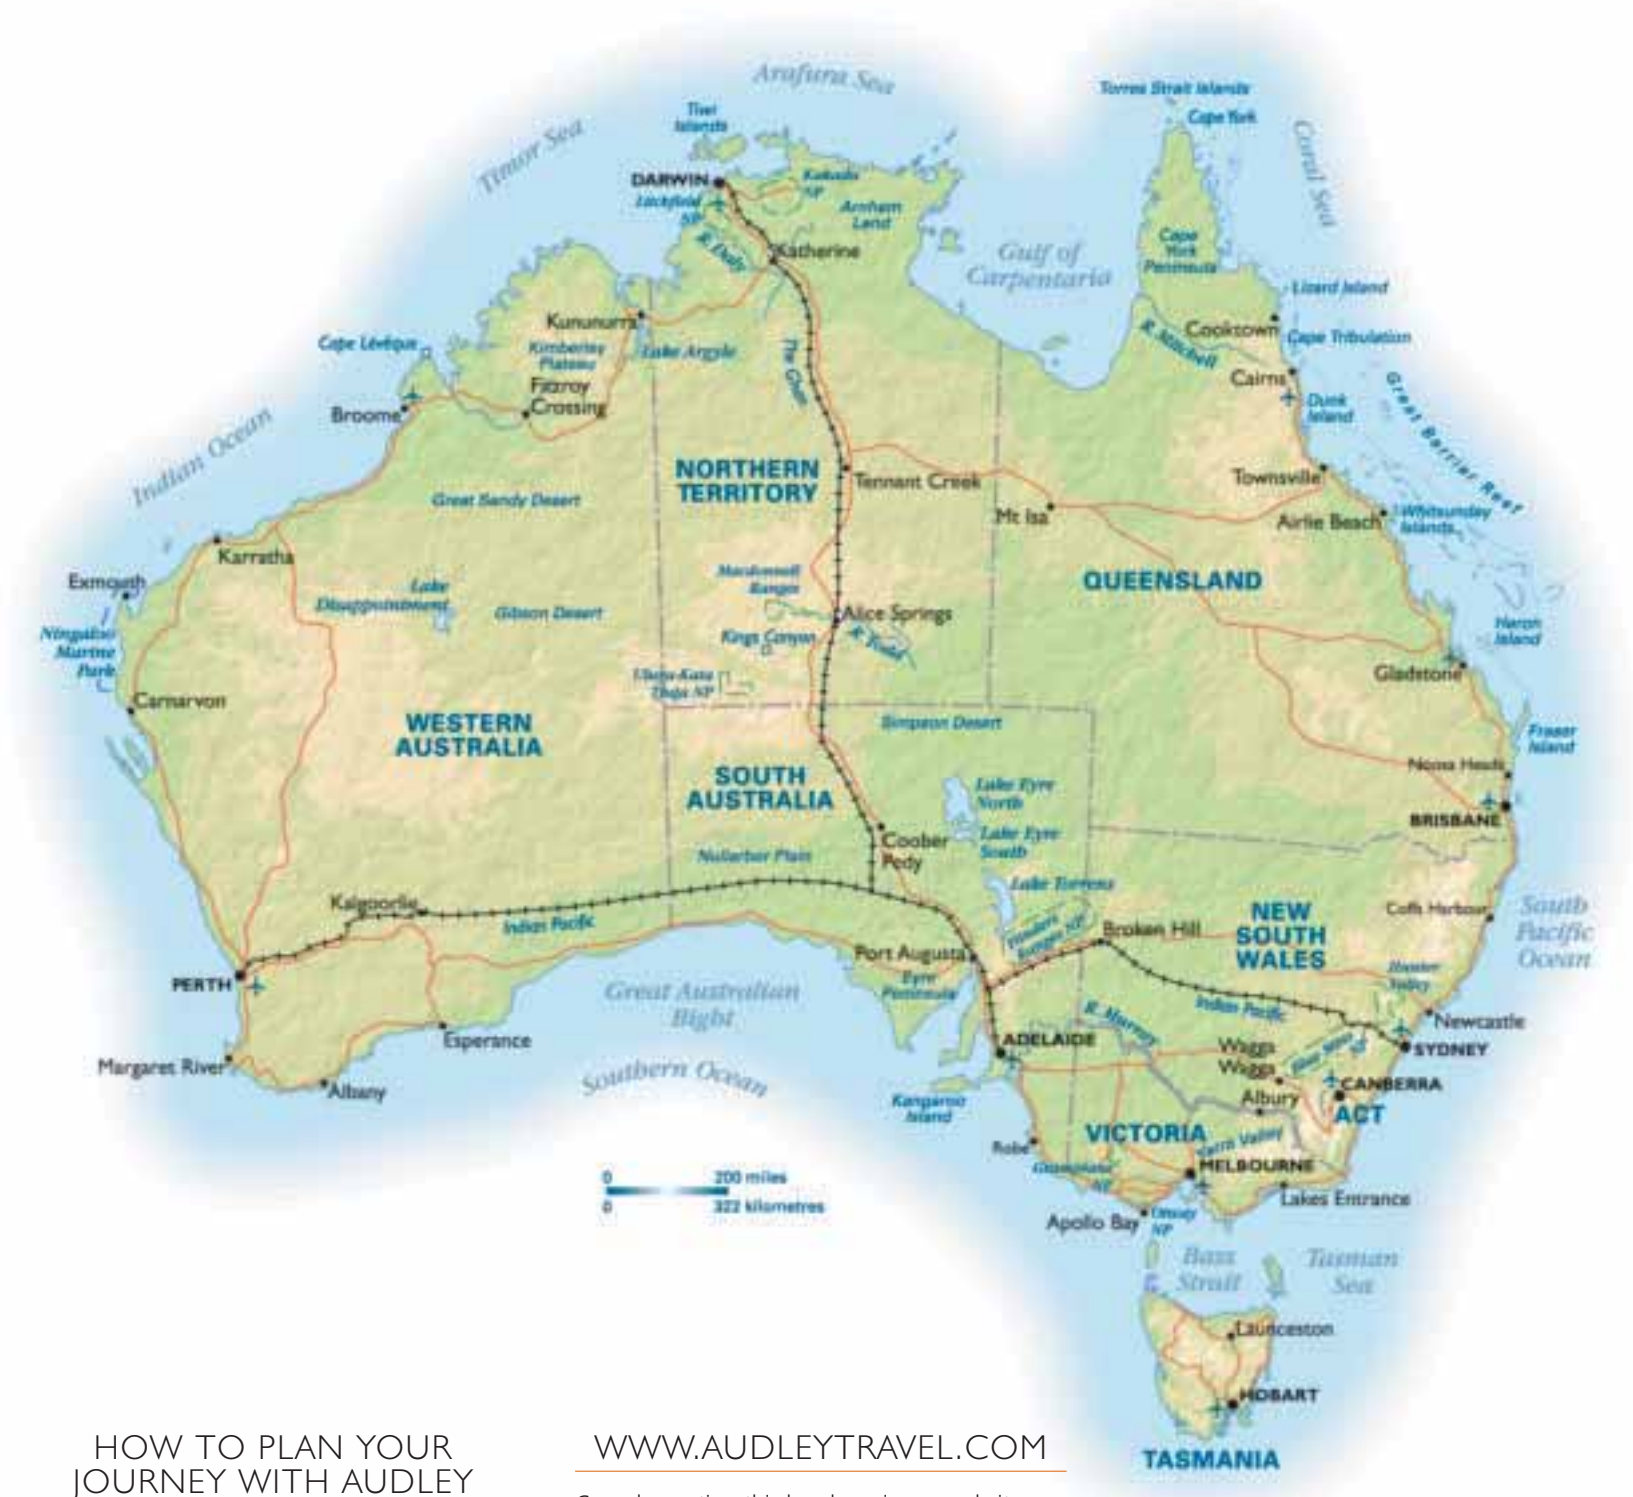 Arafura Sea
Torres Strait Islands
Tiwi
Islands
Cape York
Timor Sea
Coral Sea
DARWIN
Kakadu
NP
Litchfield
NP
Arnhem
Land
R. Daly
Katherine
Gulf of
Carpentaria
Cape
York
Peninsula
Lizard Island
Kununurra
Cooktown
Cape Tribulation
Cape Lévêque
Kimberley
Plateau
Lake Argyle
The Ghan
R. Mitchell
Fitzroy
Crossing
Cairns
Dunk
Island
Broome
Great Barrier Reef
Indian Ocean
NORTHERN
TERRITORY
Tennant Creek
Townsville
Great Sandy Desert
Mt Isa
Airlie Beach
Whitsunday
Islands
Karratha
Exmouth
Macdonnell
Ranges
QUEENSLAND
Lake
Disappointment
Gibson Desert
Alice Springs
Ningaloo
Marine
Park
Kings Canyon
R. Todd
Heron
Island
Uluru-Kata
Tjuta NP
Gladstone
Carnarvon
WESTERN
AUSTRALIA
Simpson Desert
Fraser
Island
SOUTH
AUSTRALIA
Noosa Heads
Lake Eyre
North
BRISBANE
Lake Eyre
South
Coober
Pedy
Nullarbor Plain
Lake Torrens
Kalgoorlie
Indian Pacific
Flinders
Ranges NP
Broken Hill
NEW
SOUTH
WALES
Coffs Harbour
South
Pacific
Ocean
Port Augusta
PERTH
Eyre
Peninsula
Hunter
Valley
Great Australian
Bight
Indian Pacific
R. Murray
Newcastle
Esperance
ADELAIDE
SYDNEY
Wagga
Wagga
Blue Mtns
NP
Margaret River
Albany
Southern Ocean
CANBERRA
ACT
Kangaroo
Island
Albury
VICTORIA
Yarra Valley
Robe
MELBOURNE
Grampians
NP
0 200 miles
0 322 kilometres
Lakes Entrance
Apollo Bay
Otway
NP
Bass
Strait
Tasman
Sea
Launceston
HOBART
TASMANIA
HOW TO PLAN YOUR
JOURNEY WITH AUDLEY
WWW.AUDLEYTRAVEL.COM